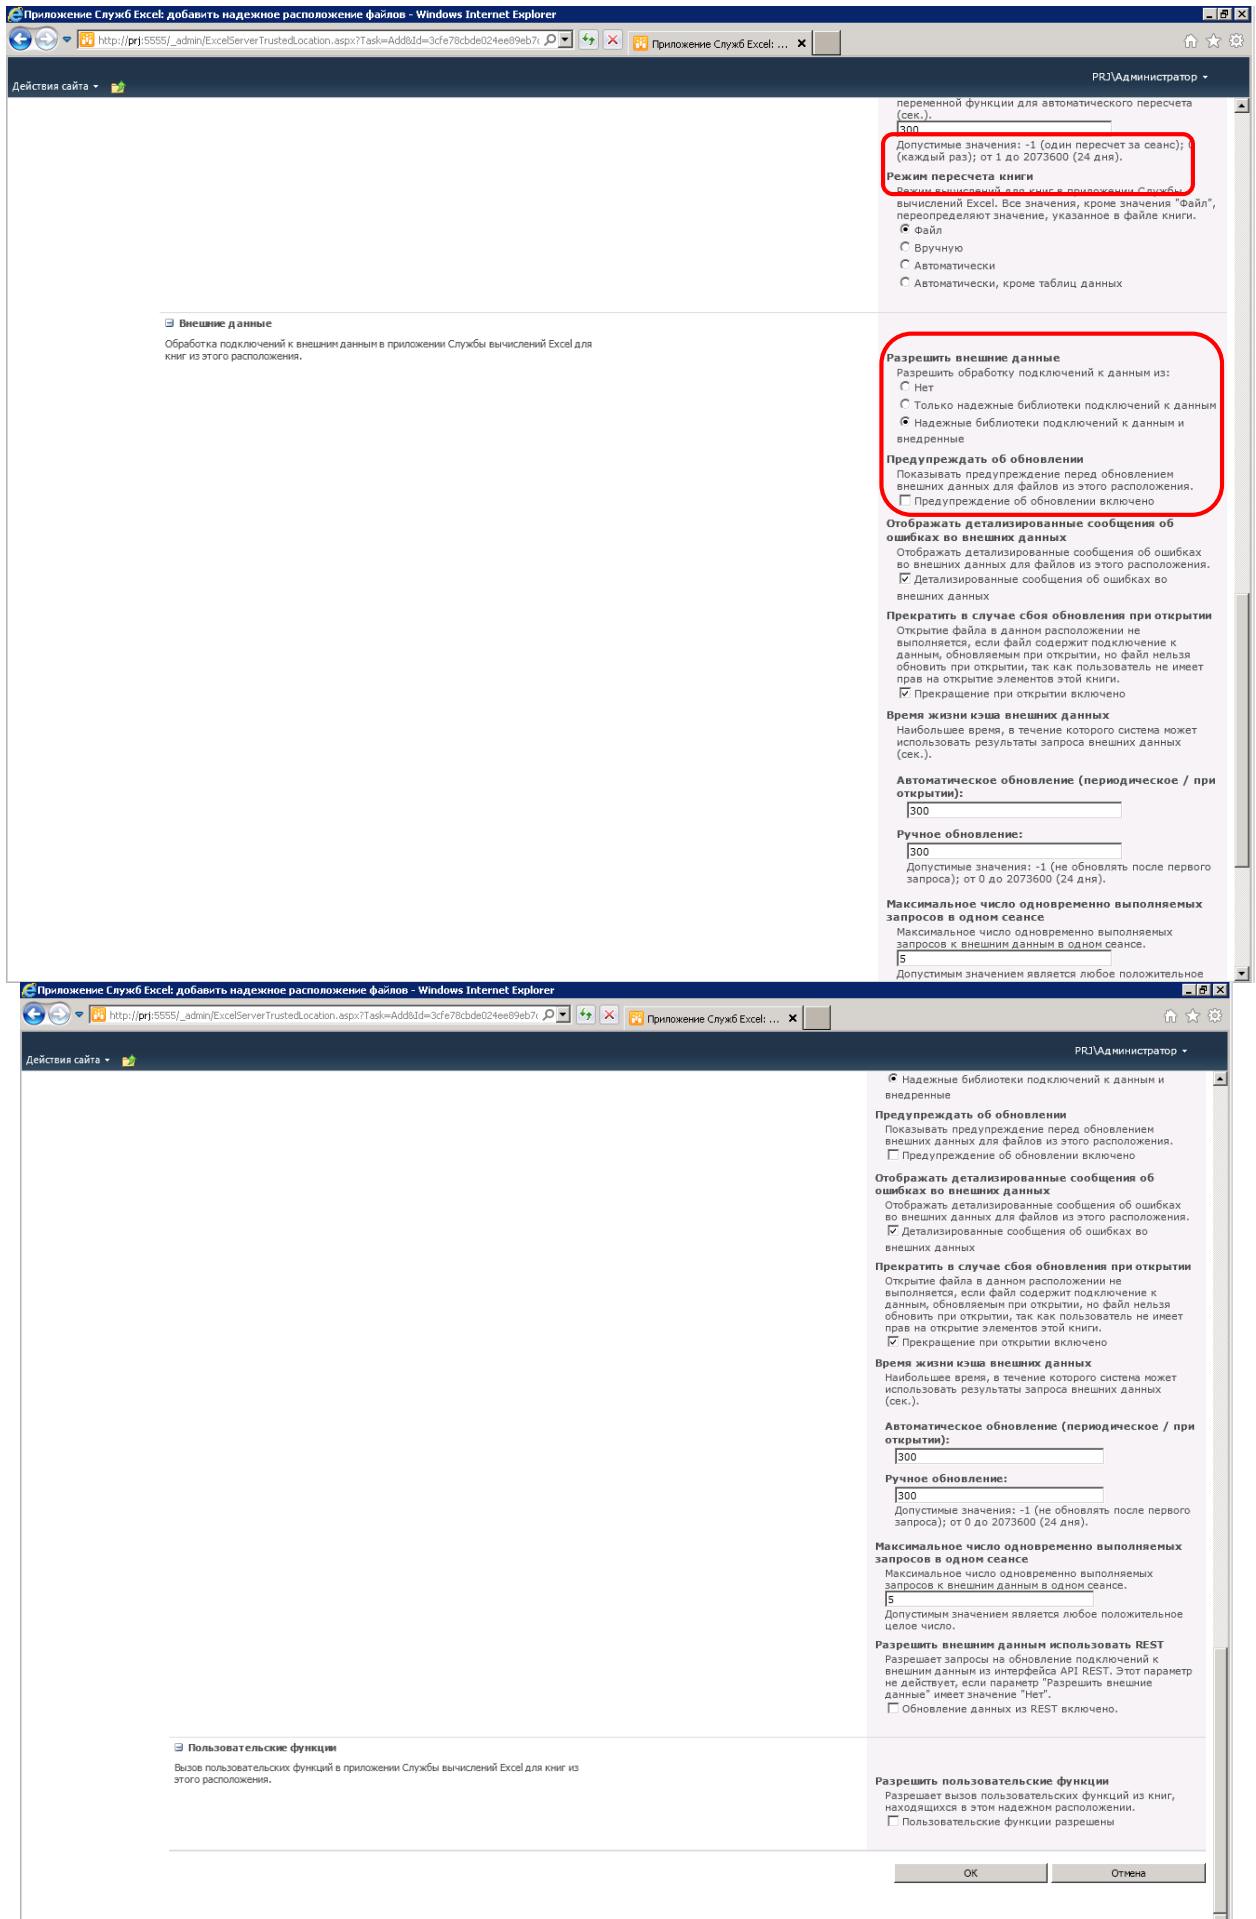 Приложение Служб Excel: добавить надежное расположение файлов - Windows Internet Explorer
http://prj:5555/_admin/ExcelServerTrustedLocation.aspx?Task=Add&Id=3cfe78cbde024ee89eb7
Приложение Служб Excel: ...
PRJ\Администратор
Действия сайта
переменной функции для автоматического пересчета
(сек.).
300
Допустимые значения: -1 (один пересчет за сеанс); 0
(каждый раз); от 1 до 2073600 (24 дня).
Режим пересчета книги
Режим вычислений для книг в приложении Службы
вычислений Excel. Все значения, кроме значения "Файл",
переопределяют значение, указанное в файле книги.
Файл
Вручную
Автоматически
Автоматически, кроме таблиц данных
Внешние данные
Обработка подключений к внешним данным в приложении Службы вычислений Excel для
книг из этого расположения.
Разрешить внешние данные
Разрешить обработку подключений к данным из:
Нет
Только надежные библиотеки подключений к данным
Надежные библиотеки подключений к данным и
внедренные
Предупреждать об обновлении
Показывать предупреждение перед обновлением
внешних данных для файлов из этого расположения.
Предупреждение об обновлении включено
Отображать детализированные сообщения об
ошибках во внешних данных
Отображать детализированные сообщения об ошибках
во внешних данных для файлов из этого расположения.
Детализированные сообщения об ошибках во
внешних данных
Прекратить в случае сбоя обновления при открытии
Открытие файла в данном расположении не
выполняется, если файл содержит подключение к
данным, обновляемым при открытии, но файл нельзя
обновить при открытии, так как пользователь не имеет
прав на открытие элементов этой книги.
Прекращение при открытии включено
Время жизни кэша внешних данных
Наибольшее время, в течение которого система может
использовать результаты запроса внешних данных
(сек.).
Автоматическое обновление (периодическое / при
открытии):
300
Ручное обновление:
300
Допустимые значения: -1 (не обновлять после первого
запроса); от 0 до 2073600 (24 дня).
Максимальное число одновременно выполняемых
запросов в одном сеансе
Максимальное число одновременно выполняемых
запросов к внешним данным в одном сеансе.
5
Допустимым значением является любое положительное
Приложение Служб Excel: добавить надежное расположение файлов - Windows Internet Explorer
http://prj:5555/_admin/ExcelServerTrustedLocation.aspx?Task=Add&Id=3cfe78cbde024ee89eb7
Приложение Служб Excel: ...
PRJ\Администратор
Действия сайта
Надежные библиотеки подключений к данным и
внедренные
Предупреждать об обновлении
Показывать предупреждение перед обновлением
внешних данных для файлов из этого расположения.
Предупреждение об обновлении включено
Отображать детализированные сообщения об
ошибках во внешних данных
Отображать детализированные сообщения об ошибках
во внешних данных для файлов из этого расположения.
Детализированные сообщения об ошибках во
внешних данных
Прекратить в случае сбоя обновления при открытии
Открытие файла в данном расположении не
выполняется, если файл содержит подключение к
данным, обновляемым при открытии, но файл нельзя
обновить при открытии, так как пользователь не имеет
прав на открытие элементов этой книги.
Прекращение при открытии включено
Время жизни кэша внешних данных
Наибольшее время, в течение которого система может
использовать результаты запроса внешних данных
(сек.).
Автоматическое обновление (периодическое / при
открытии):
300
Ручное обновление:
300
Допустимые значения: -1 (не обновлять после первого
запроса); от 0 до 2073600 (24 дня).
Максимальное число одновременно выполняемых
запросов в одном сеансе
Максимальное число одновременно выполняемых
запросов к внешним данным в одном сеансе.
5
Допустимым значением является любое положительное
целое число.
Разрешить внешним данным использовать REST
Разрешает запросы на обновление подключений к
внешним данным из интерфейса API REST. Этот параметр
не действует, если параметр "Разрешить внешние
данные" имеет значение "Нет".
Обновление данных из REST включено.
Пользовательские функции
Вызов пользовательских функций в приложении Службы вычислений Excel для книг из
этого расположения.
Разрешить пользовательские функции
Разрешает вызов пользовательских функций из книг,
находящихся в этом надежном расположении.
Пользовательские функции разрешены
ОК
Отмена